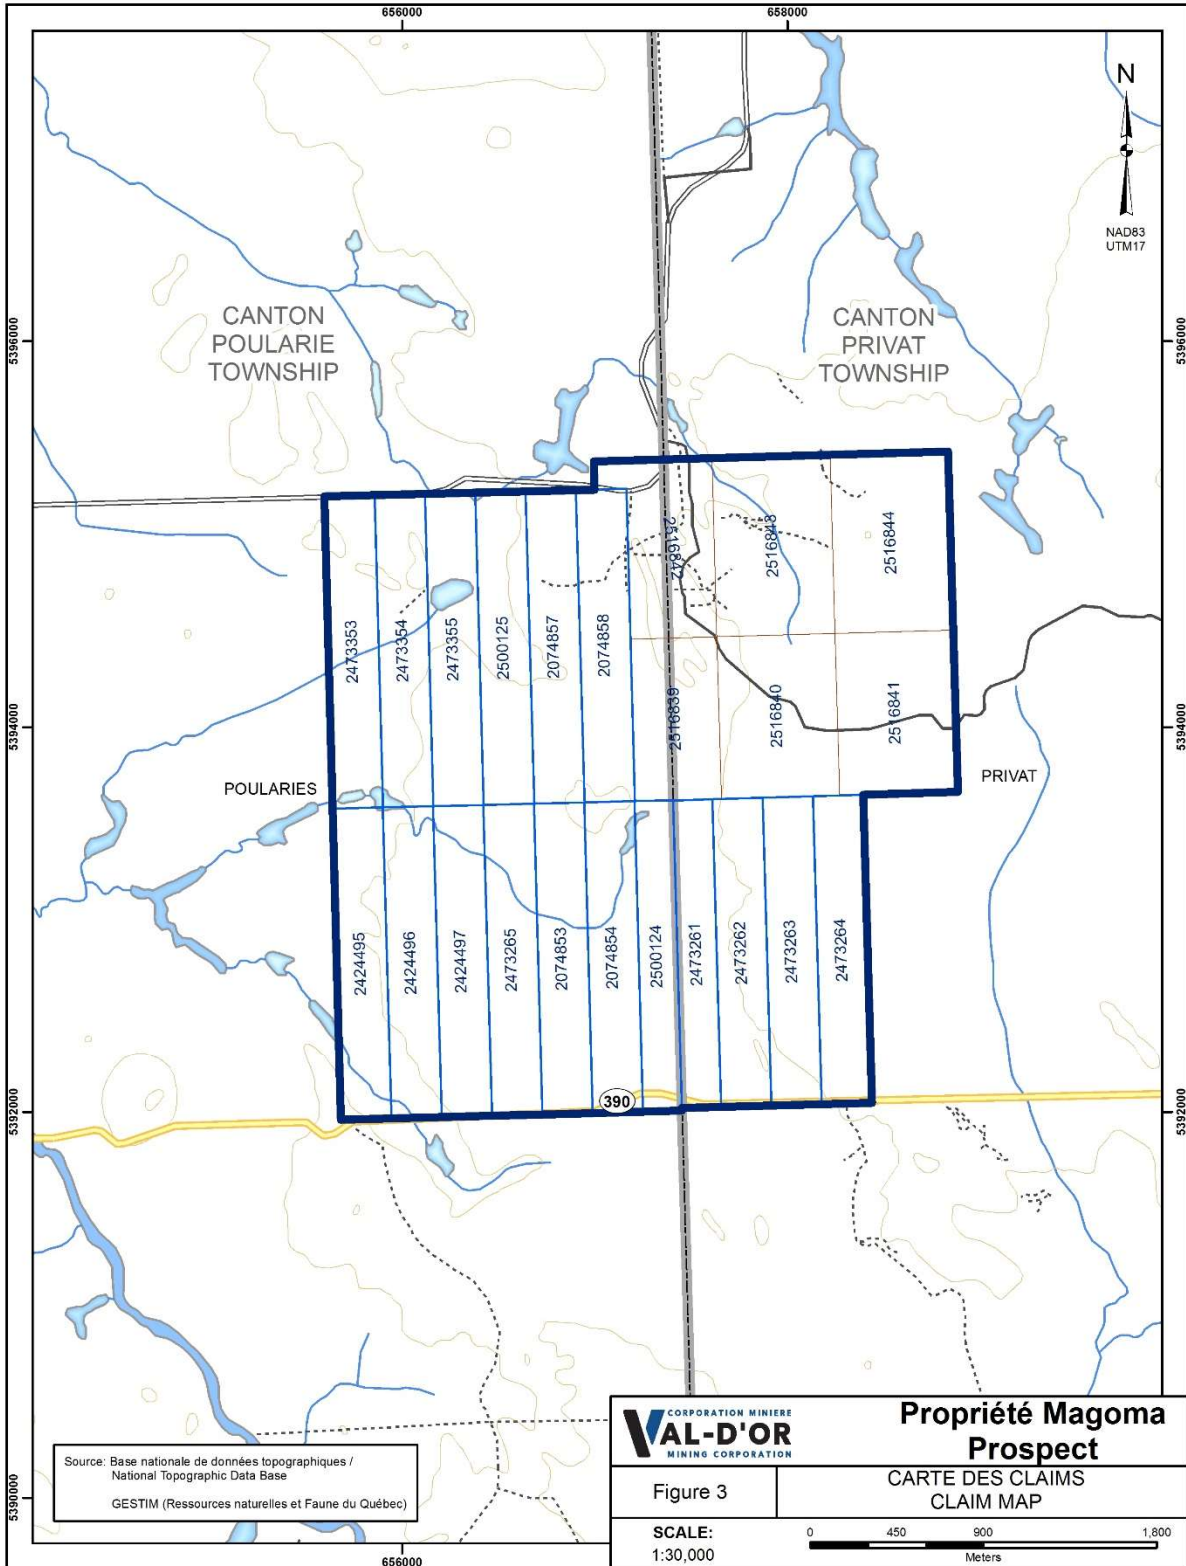 656000
658000
N
NAD83
UTM17
CANTON
POULARIE
TOWNSHIP
CANTON
PRIVAT
TOWNSHIP
5396000
5396000
2516842
2516848
2516844
2473353
2473354
2473355
2500125
2074857
2074858
2516839
2516840
2516841
5394000
5394000
POULARIES
PRIVAT
2424495
2424496
2424497
2473265
2074853
2074854
2500124
2473261
2473262
2473263
2473264
390
5392000
5392000
5390000
Source: Base nationale de données topographiques /
National Topographic Data Base
GESTIM (Ressources naturelles et Faune du Québec)
CORPORATION MINIERE
VAL-D'OR
MINING CORPORATION
Propriété Magoma
Prospect
Figure 3
CARTE DES CLAIMS
CLAIM MAP
SCALE:
1:30,000
0 450 900 1,800
Meters
656000